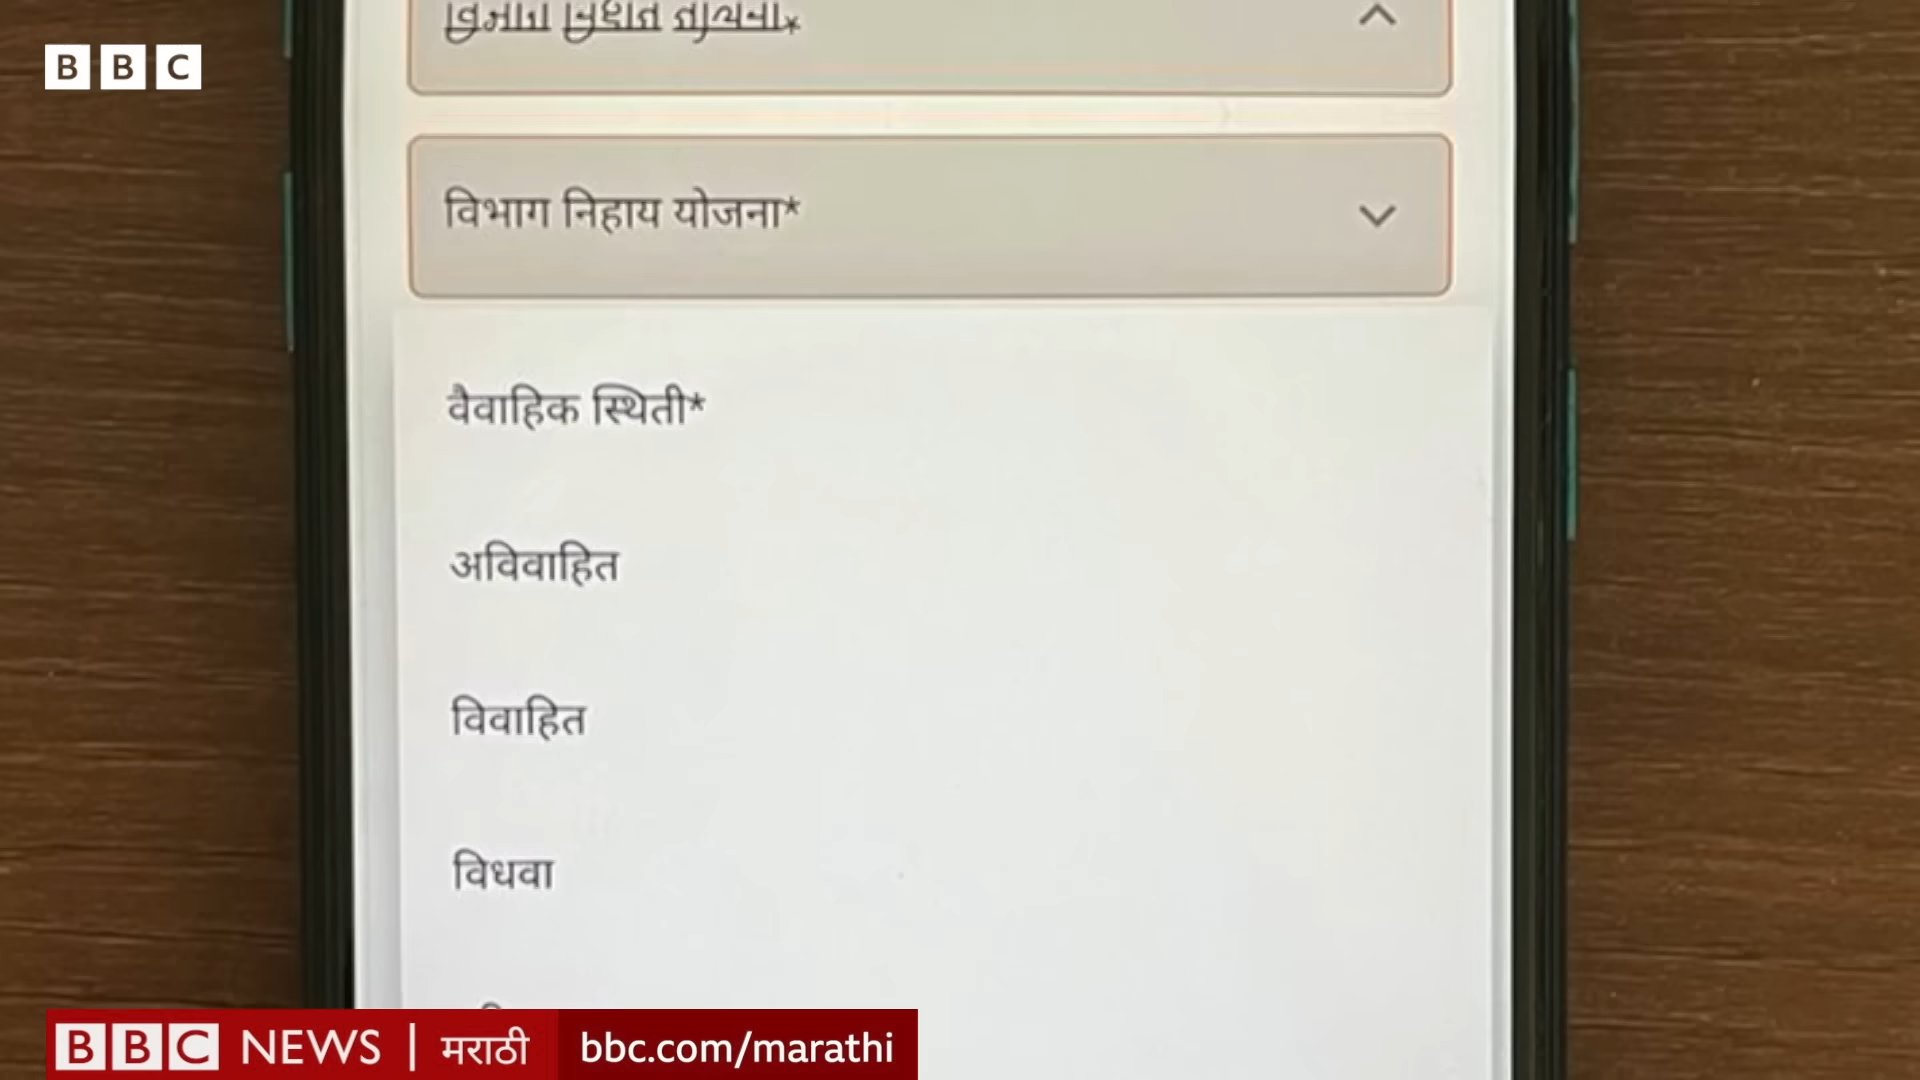 BBC
विभाग निहाय योजना*
वैवाहिक स्थिती*
अविवाहित
विवाहित
विधवा
BBC NEWS | मराठी bbc.com/marathi